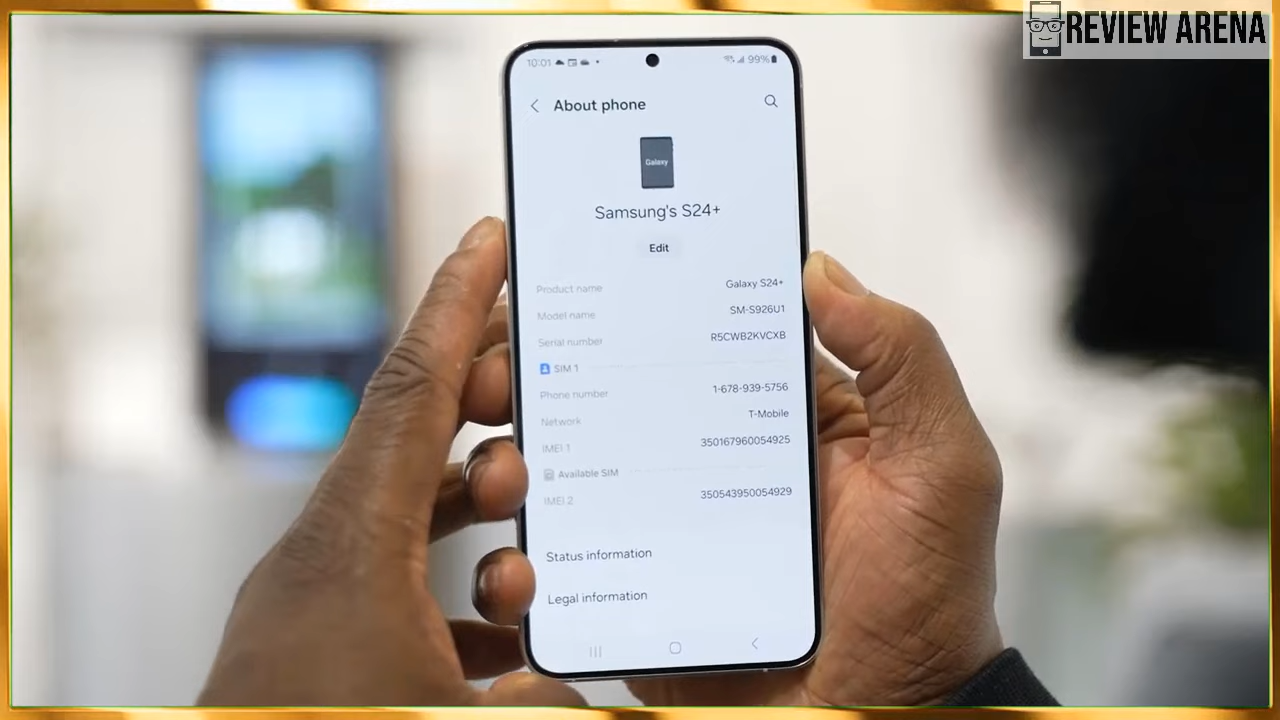 REVIEW ARENA
10:01
99%
About phone
Galaxy
Samsung's S24+
Edit
Product name Galaxy S24+
Model name SM-S926U1
Serial number R5CWB2KVCXB
SIM 1
Phone number 1-678-939-5756
Network T-Mobile
IMEI 1 350167960054925
Available SIM
IMEI 2 350543950054929
Status information
Legal information